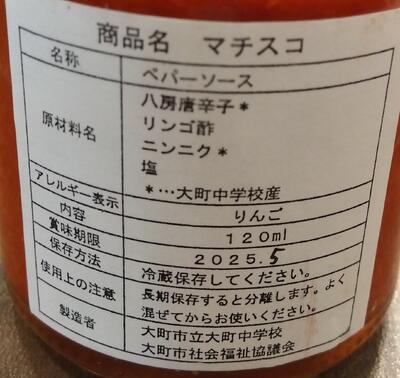 商品名 マチスコ
名称 ペパーソース
原材料名 八房唐辛子*
リンゴ酢
ニンニク*
塩
*…大町中学校産
アレルギー表示 りんご
内容 120ml
賞味期限 2025.5
保存方法 冷蔵保存してください。
使用上の注意 長期保存すると分離します。よく
混ぜてからお使いください。
製造者 大町市立大町中学校
大町市社会福祉協議会